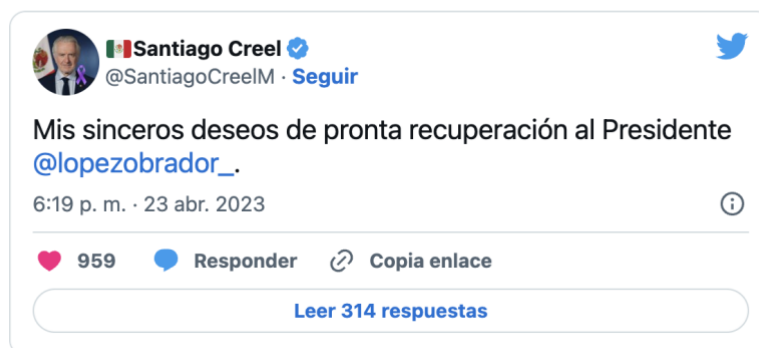 Santiago Creel
@SantiagoCreelM · Seguir
Mis sinceros deseos de pronta recuperación al Presidente
@lopezobrador_.
6:19 p. m. · 23 abr. 2023
959 Responder Copia enlace
Leer 314 respuestas